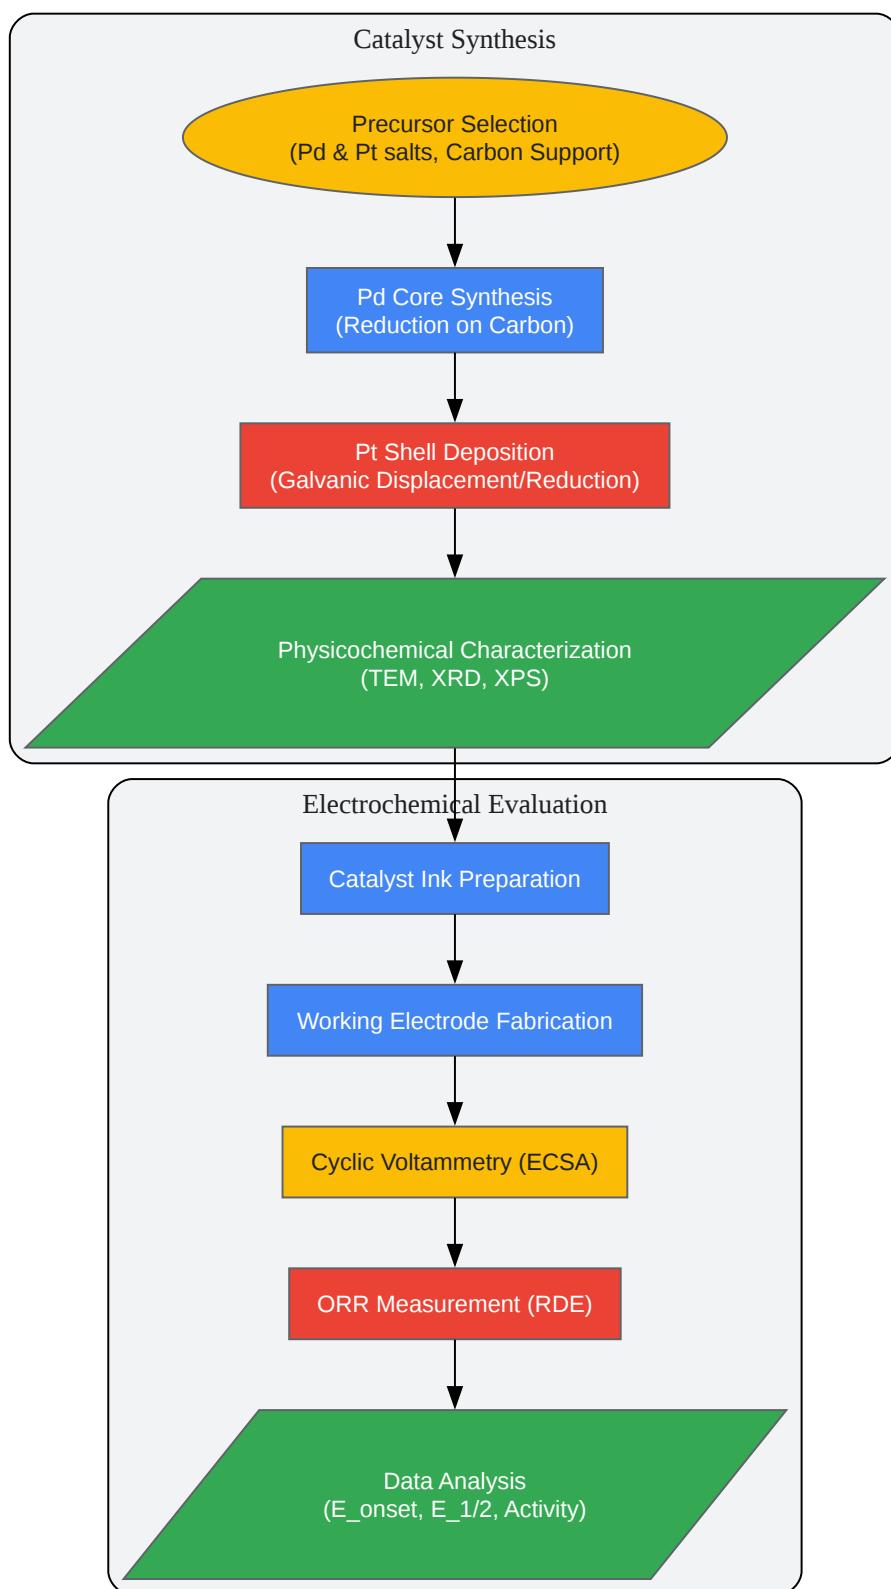 Catalyst Synthesis
Precursor Selection
(Pd & Pt salts, Carbon Support)
Pd Core Synthesis
(Reduction on Carbon)
Pt Shell Deposition
(Galvanic Displacement/Reduction)
Physicochemical Characterization
(TEM, XRD, XPS)
Electrochemical Evaluation
Catalyst Ink Preparation
Working Electrode Fabrication
Cyclic Voltammetry (ECSA)
ORR Measurement (RDE)
Data Analysis
(E_onset, E_1/2, Activity)